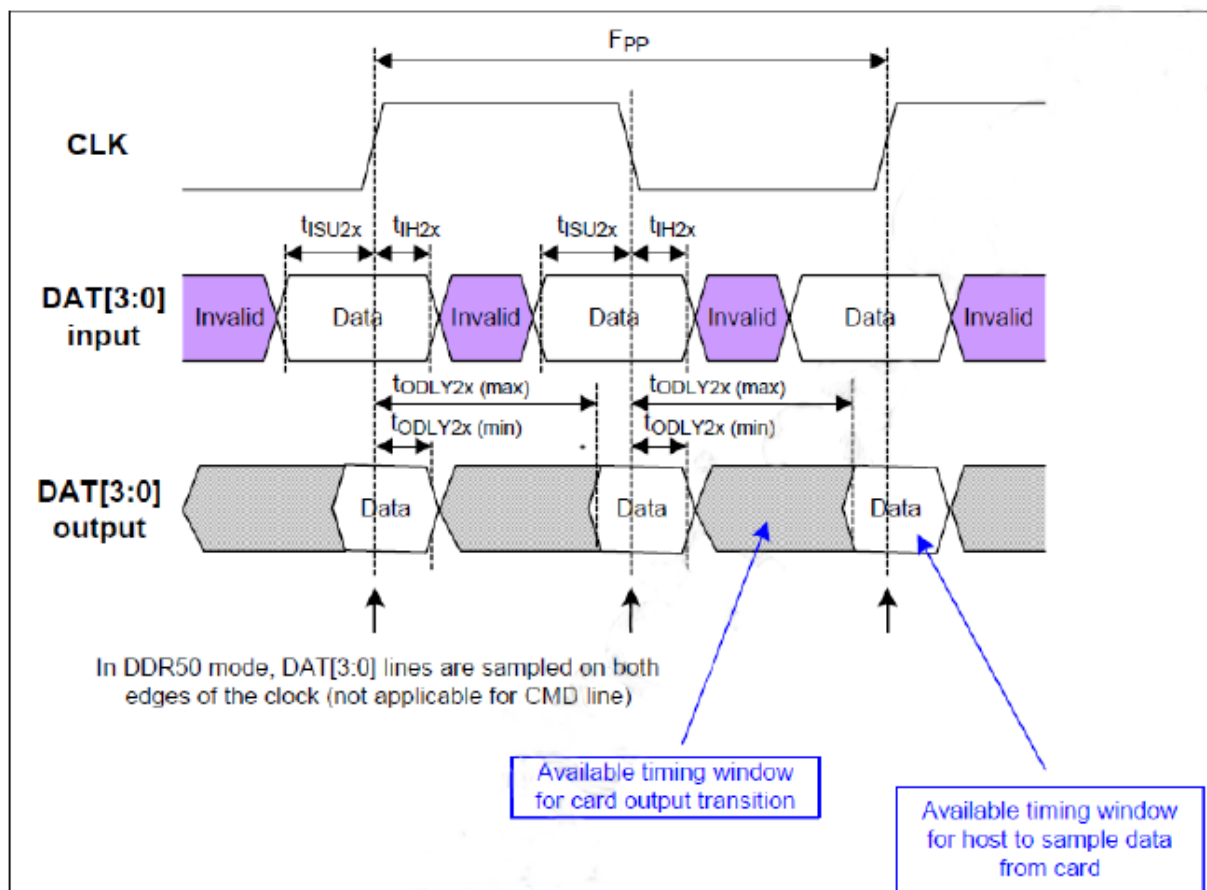 FPP
CLK
tISU2x
tIH2x
tISU2x
tIH2x
DAT[3:0]
input
Invalid
Data
Invalid
Data
Invalid
Data
Invalid
tODLY2x (max)
tODLY2x (max)
tODLY2x (min)
tODLY2x (min)
DAT[3:0]
output
Data
Data
Data
In DDR50 mode, DAT[3:0] lines are sampled on both
edges of the clock (not applicable for CMD line)
Available timing window
for card output transition
Available timing window
for host to sample data
from card